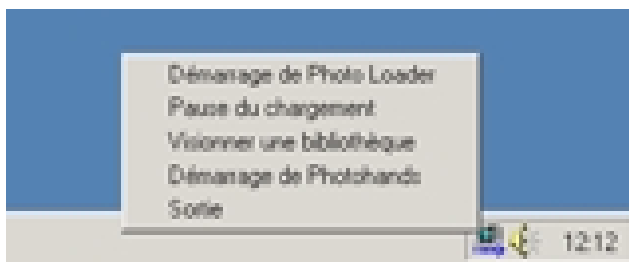 Démarrage de Photo Loader
Pause du chargement
Visionner une bibliothèque
Démarrage de Photohands
Sortie
12:12